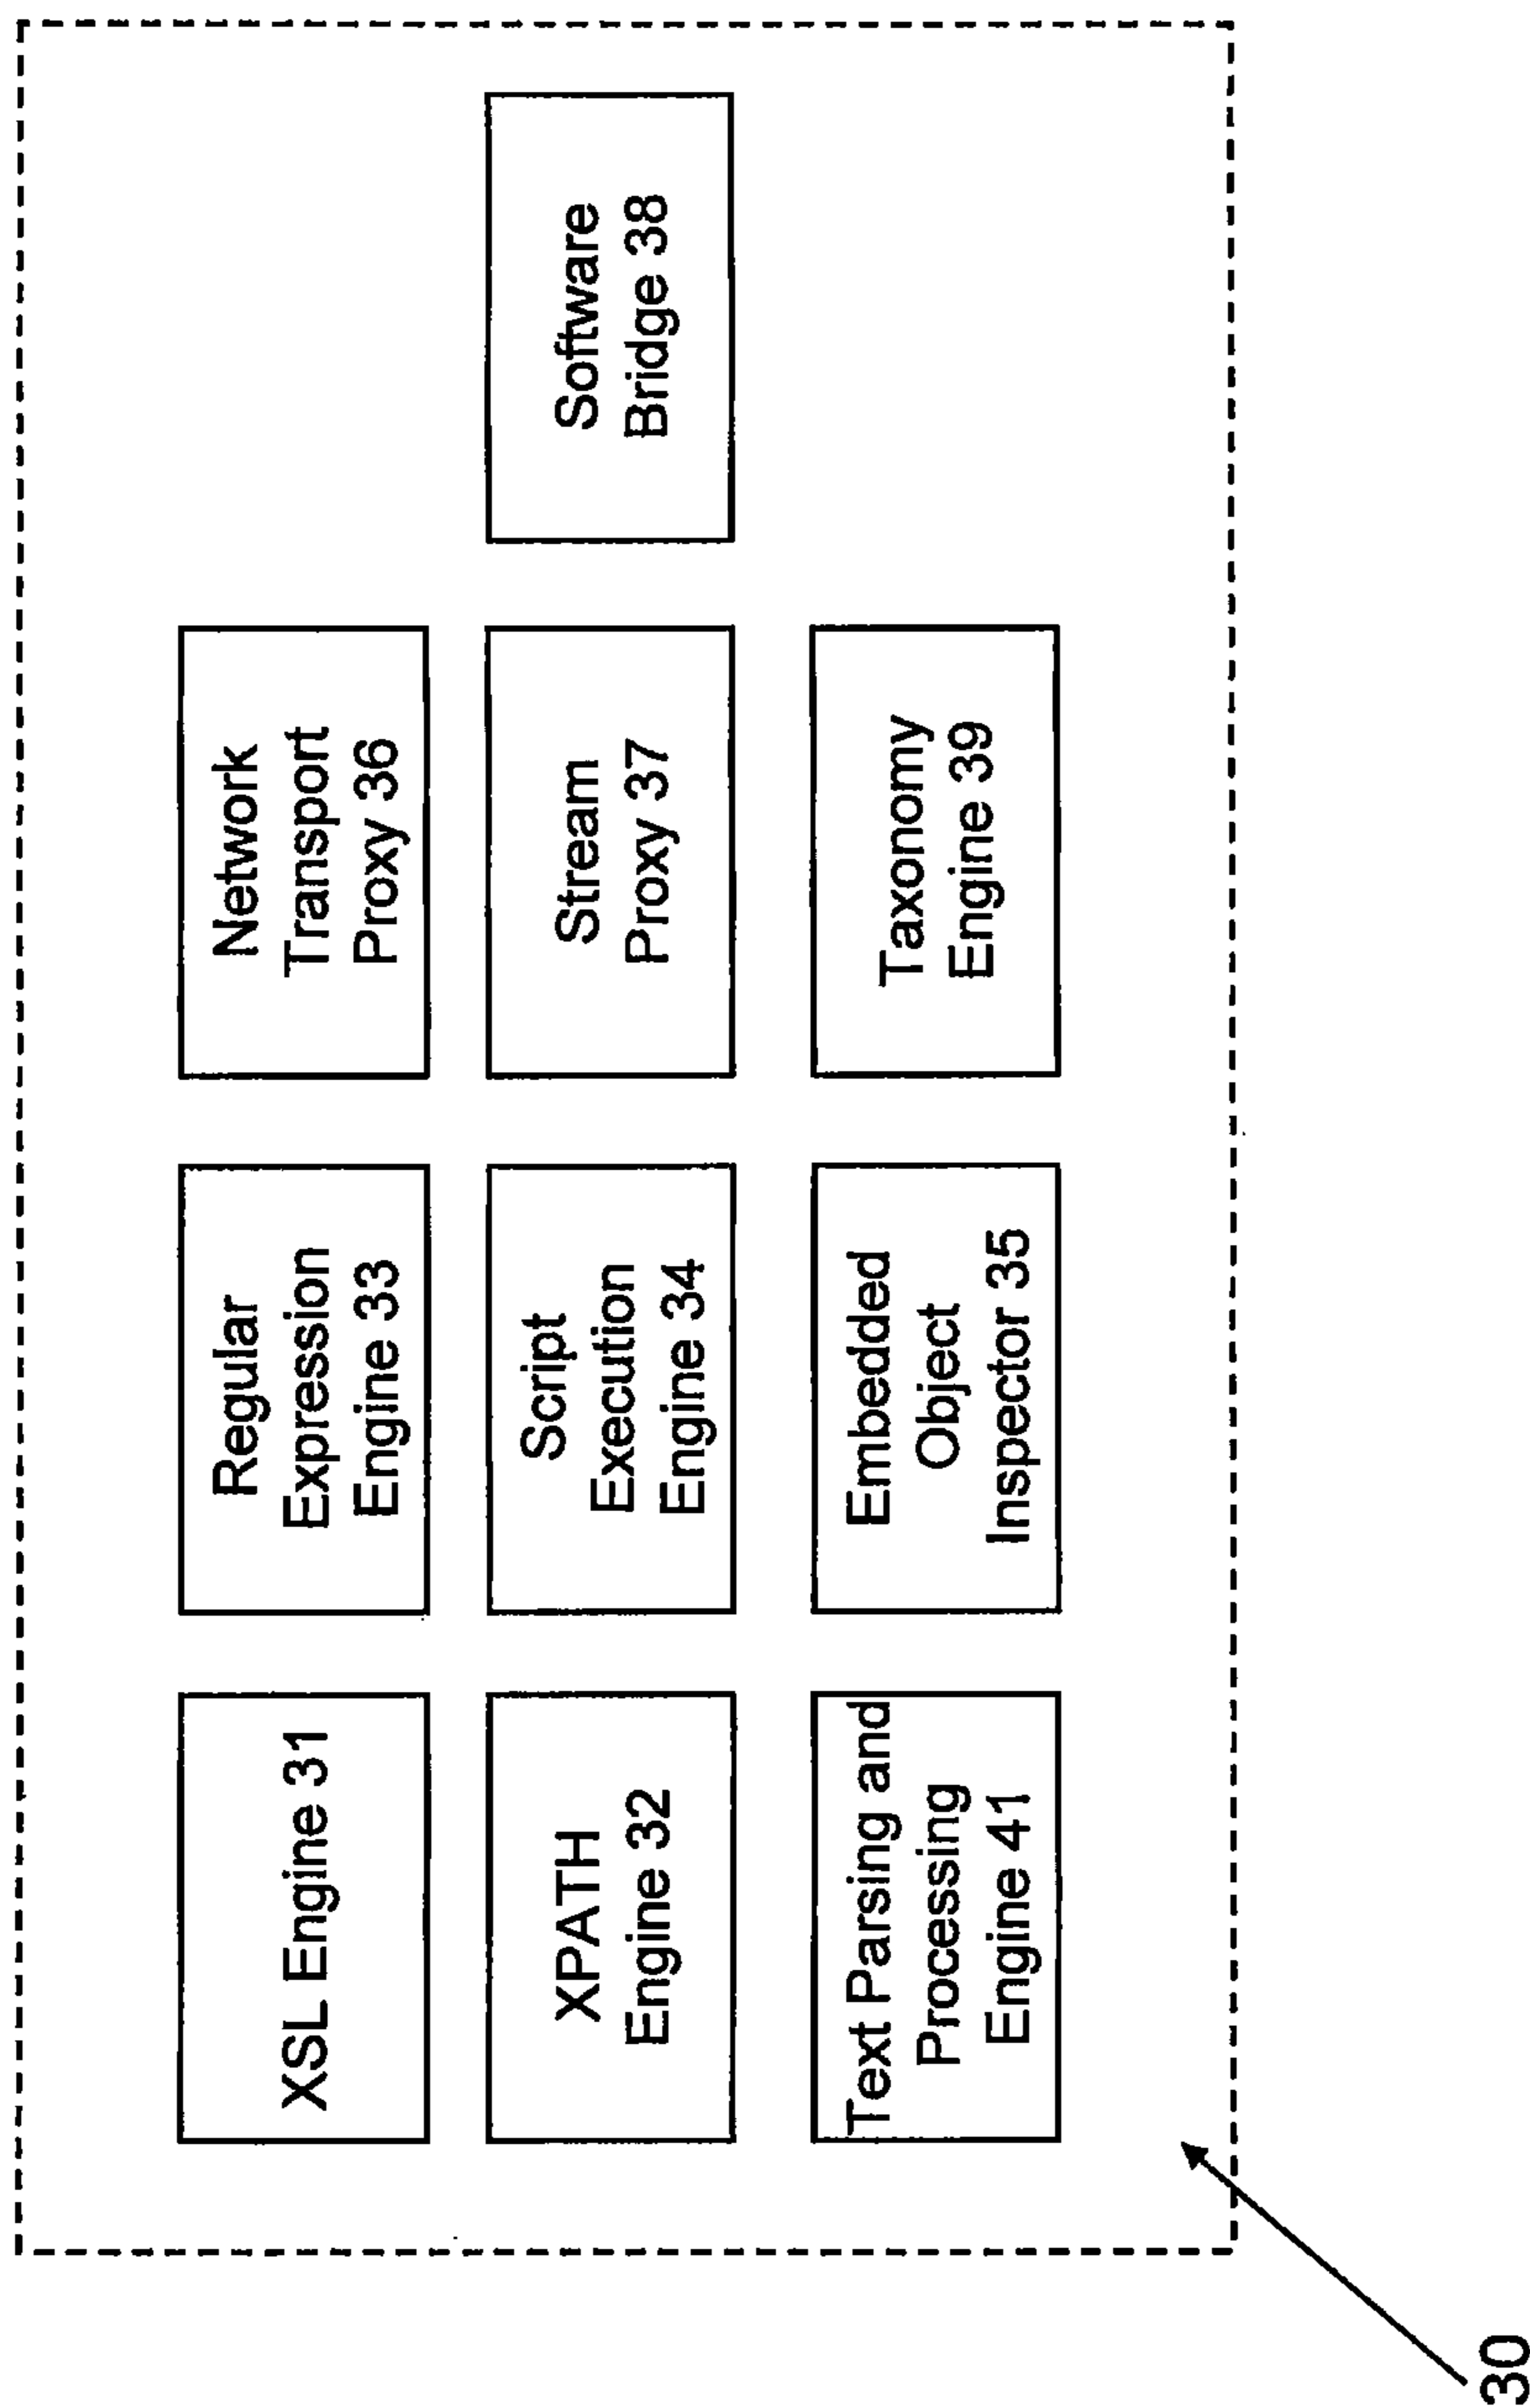 XSL Engine 31
Regular
Expression
Engine 33
Network
Transport
Proxy 36
XPATH
Engine 32
Script
Execution
Engine 34
Stream
Proxy 37
Software
Bridge 38
Text Parsing and
Processing
Engine 41
Embedded
Object
Inspector 35
Taxonomy
Engine 39
30